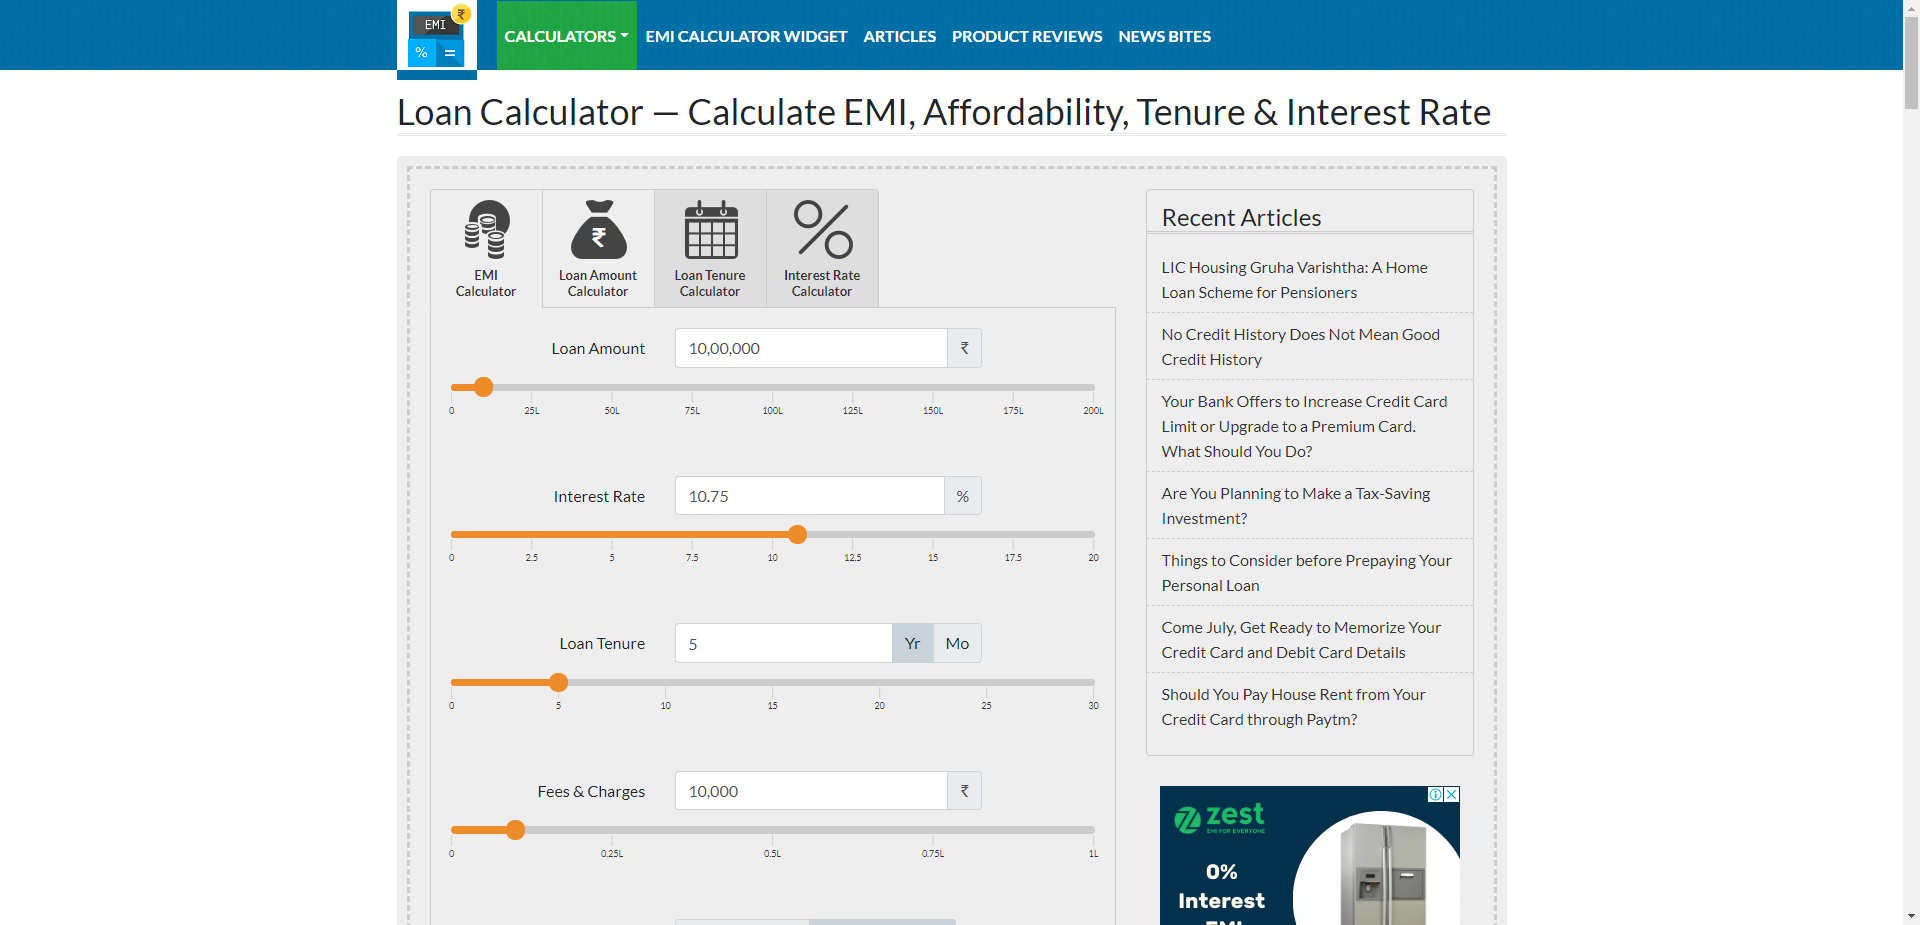 EMI
₹
%
=
CALCULATORS
EMI CALCULATOR WIDGET
ARTICLES
PRODUCT REVIEWS
NEWS BITES
Loan Calculator — Calculate EMI, Affordability, Tenure & Interest Rate
EMI
Calculator
₹
Loan Amount
Calculator
Loan Tenure
Calculator
Interest Rate
Calculator
Loan Amount
10,00,000
₹
0 25L 50L 75L 100L 125L 150L 175L 200L
Interest Rate
10.75
%
0 2.5 5 7.5 10 12.5 15 17.5 20
Loan Tenure
5
Yr
Mo
0 5 10 15 20 25 30
Fees & Charges
10,000
₹
0 0.25L 0.5L 0.75L 1L
Recent Articles
LIC Housing Gruha Varishtha: A Home
Loan Scheme for Pensioners
No Credit History Does Not Mean Good
Credit History
Your Bank Offers to Increase Credit Card
Limit or Upgrade to a Premium Card.
What Should You Do?
Are You Planning to Make a Tax-Saving
Investment?
Things to Consider before Prepaying Your
Personal Loan
Come July, Get Ready to Memorize Your
Credit Card and Debit Card Details
Should You Pay House Rent from Your
Credit Card through Paytm?
zest
EMI FOR EVERYONE
0%
Interest
EMI